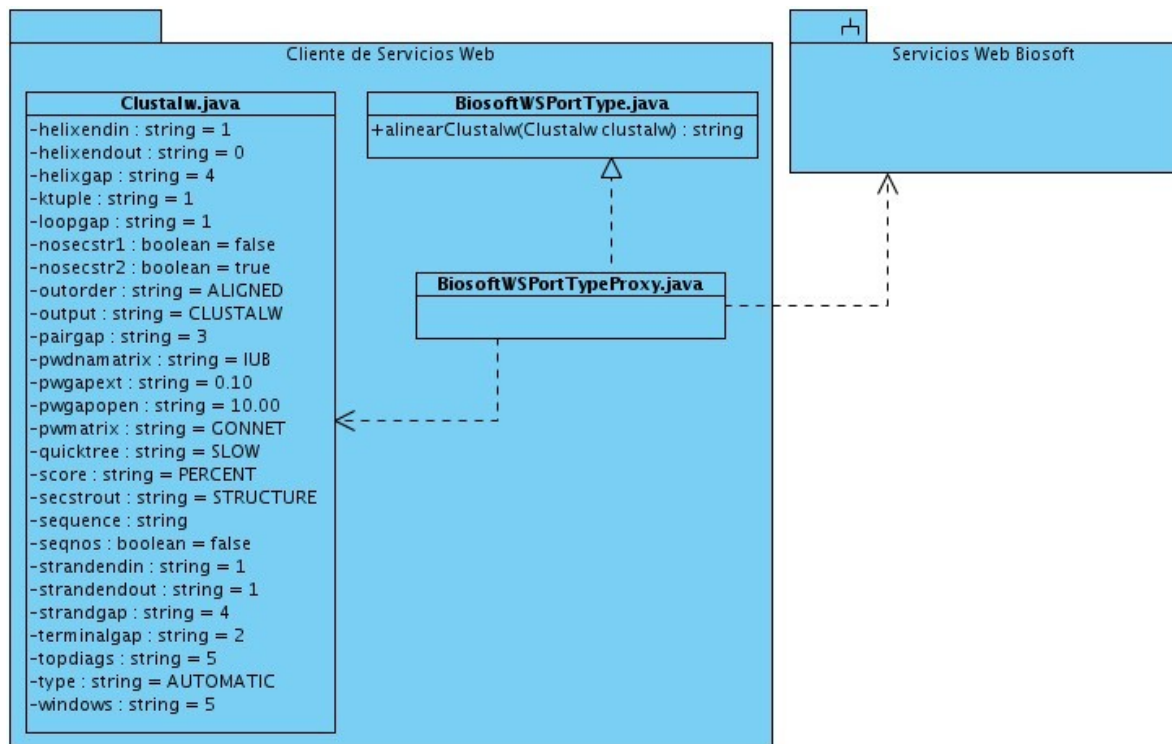 Cliente de Servicios Web
Servicios Web Biosoft
Clustalw.java
-helixendin : string = 1
-helixendout : string = 0
-helixgap : string = 4
-ktuple : string = 1
-loopgap : string = 1
-nosecstr1 : boolean = false
-nosecstr2 : boolean = true
-outorder : string = ALIGNED
-output : string = CLUSTALW
-pairgap : string = 3
-pwdnamatrix : string = IUB
-pwgapext : string = 0.10
-pwgapopen : string = 10.00
-pwmatrix : string = GONNET
-quicktree : string = SLOW
-score : string = PERCENT
-secstrout : string = STRUCTURE
-sequence : string
-seqnos : boolean = false
-strandendin : string = 1
-strandendout : string = 1
-strandgap : string = 4
-terminalgap : string = 2
-topdiags : string = 5
-type : string = AUTOMATIC
-windows : string = 5
BiosoftWSPortType.java
+alinearClustalw(Clustalw clustalw) : string
BiosoftWSPortTypeProxy.java